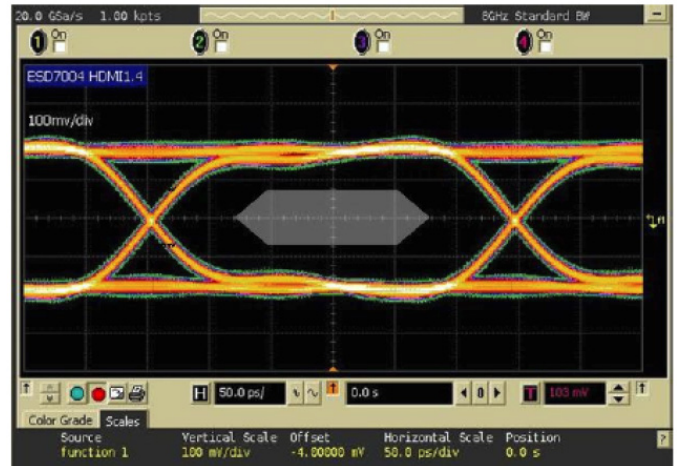 20.0 GSa/s 1.00 kpts 8GHz Standard BW
1 On 2 On 3 On 4 On
ESD7004 HDMI1.4
100mv/div
H 50.0 ps/ 0.0 s 0 T 103 mV
Color Grade Scales
Source Vertical Scale Offset Horizontal Scale Position
function 1 100 mV/div -4.00000 mV 50.0 ps/div 0.0 s
?